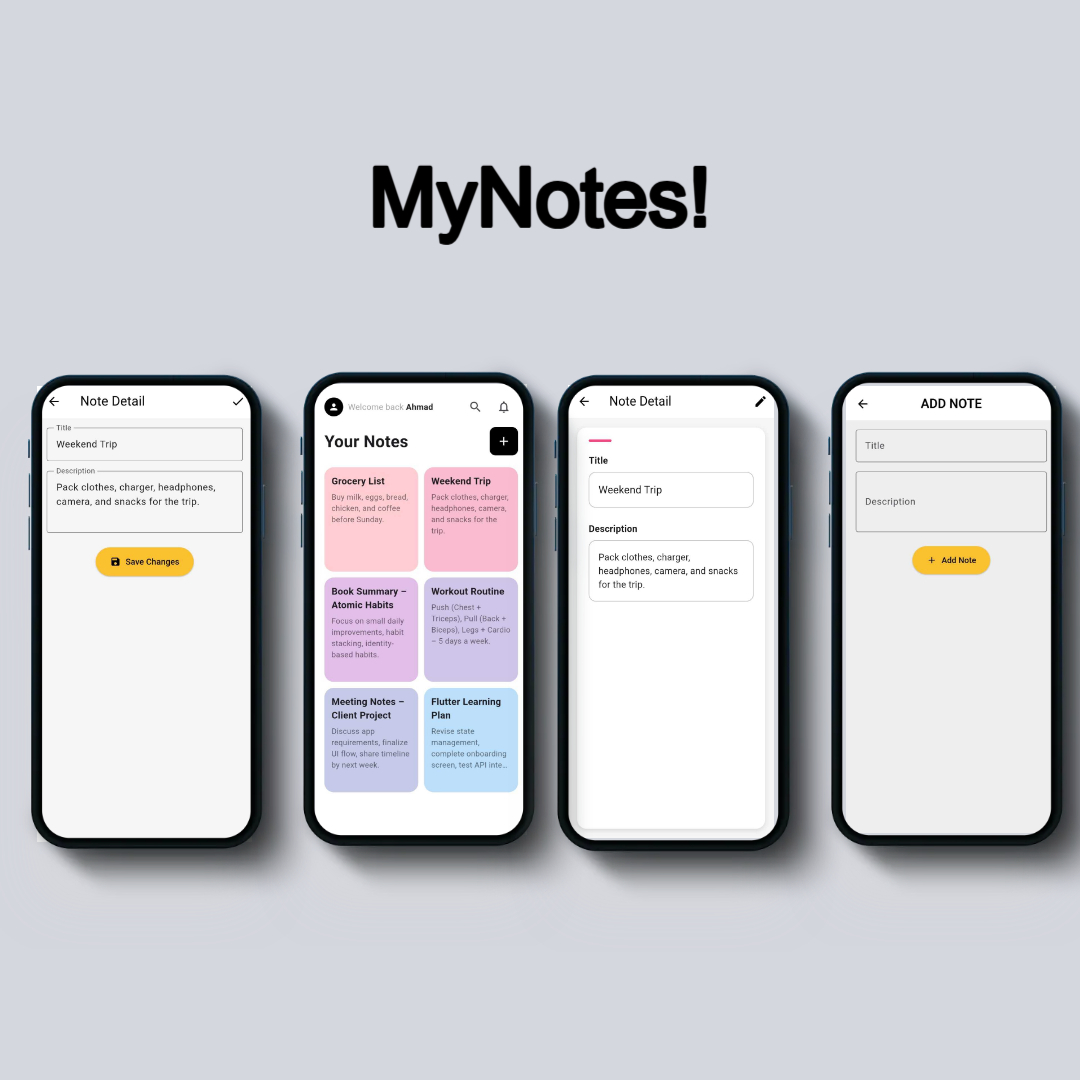 MyNotes!
Note Detail
Title
Weekend Trip
Description
Pack clothes, charger, headphones,
camera, and snacks for the trip.
Save Changes
Welcome back Ahmad
Your Notes
+
Grocery List
Buy milk, eggs, bread,
chicken, and coffee
before Sunday.
Weekend Trip
Pack clothes, charger,
headphones, camera,
and snacks for the
trip.
Book Summary –
Atomic Habits
Focus on small daily
improvements, habit
stacking, identity-
based habits.
Workout Routine
Push (Chest +
Triceps), Pull (Back +
Biceps), Legs + Cardio
– 5 days a week.
Meeting Notes –
Client Project
Discuss app
requirements, finalize
UI flow, share timeline
by next week.
Flutter Learning
Plan
Revise state
management,
complete onboarding
screen, test API inte...
Note Detail
Title
Weekend Trip
Description
Pack clothes, charger,
headphones, camera, and snacks
for the trip.
ADD NOTE
Title
Description
+ Add Note